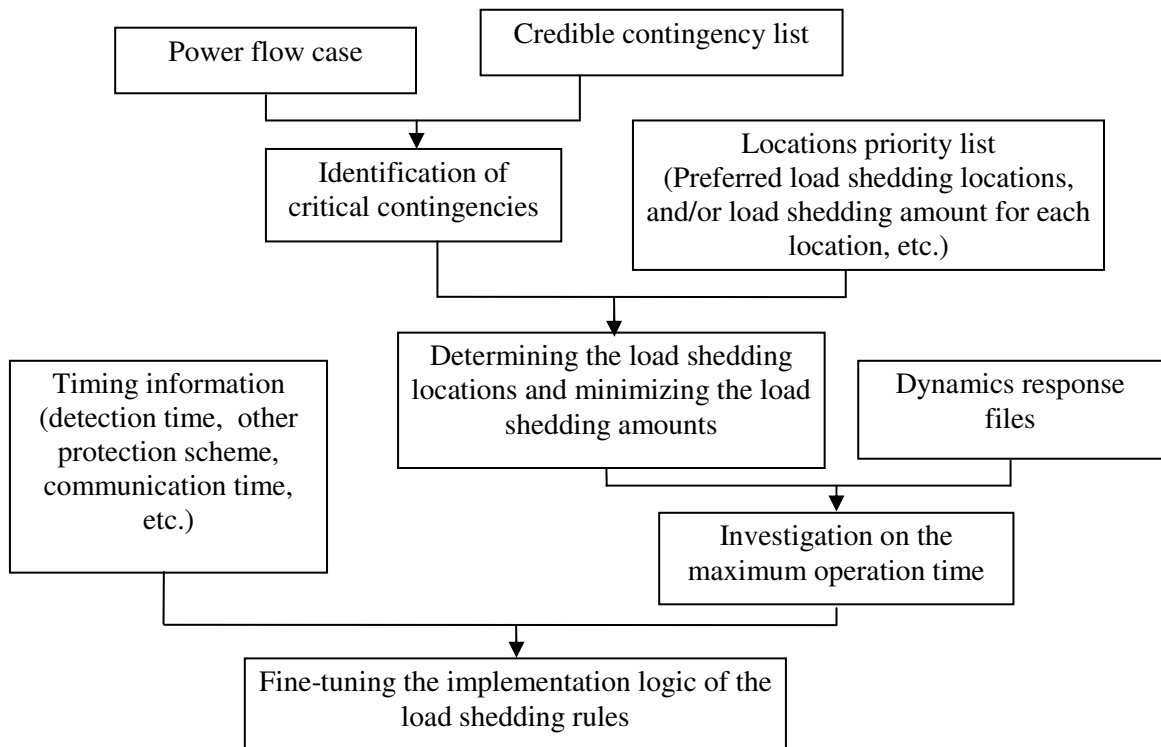 Power flow case
Credible contingency list
Identification of
critical contingencies
Locations priority list
(Preferred load shedding locations,
and/or load shedding amount for each
location, etc.)
Timing information
(detection time, other
protection scheme,
communication time,
etc.)
Determining the load shedding
locations and minimizing the load
shedding amounts
Dynamics response
files
Investigation on the
maximum operation time
Fine-tuning the implementation logic of the
load shedding rules